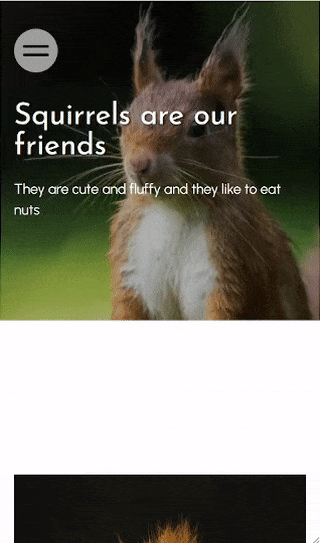 Squirrels are our
friends
They are cute and fluffy and they like to eat
nuts